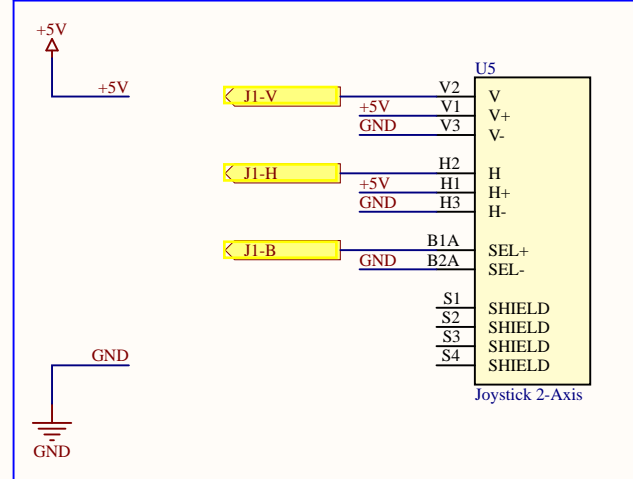 +5V
+5V
U5
J1-V V2 V
+5V V1 V+
GND V3 V-
J1-H H2 H
+5V H1 H+
GND H3 H-
J1-B B1A SEL+
GND B2A SEL-
S1 SHIELD
S2 SHIELD
S3 SHIELD
S4 SHIELD
GND
Joystick 2-Axis
GND